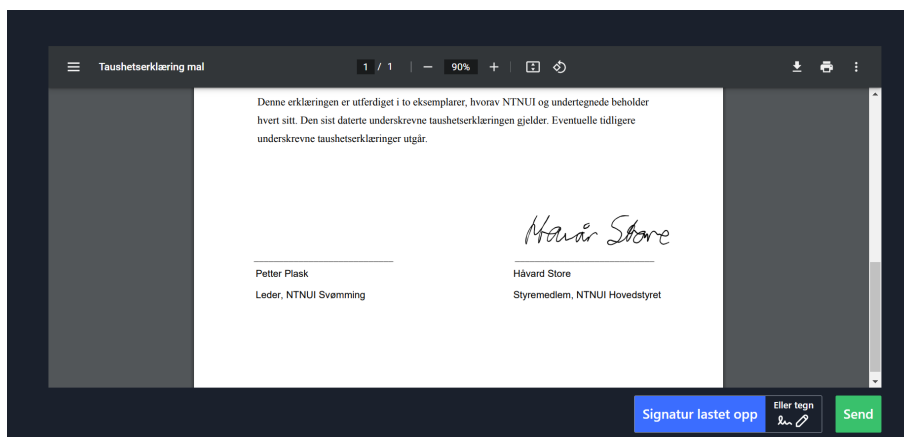 Taushetserklæring mal 1 / 1 90%
Denne erklæringen er utferdiget i to eksemplarer, hvorav NTNUI og undertegnede beholder
hvert sitt. Den sist daterte underskrevne taushetserklæringen gjelder. Eventuelle tidligere
underskrevne taushetserklæringer utgår.
Håvår Store
Petter Plask Håvard Store
Leder, NTNUI Svømming Styremedlem, NTNUI Hovedstyret
Signatur lastet opp Eller tegn Send